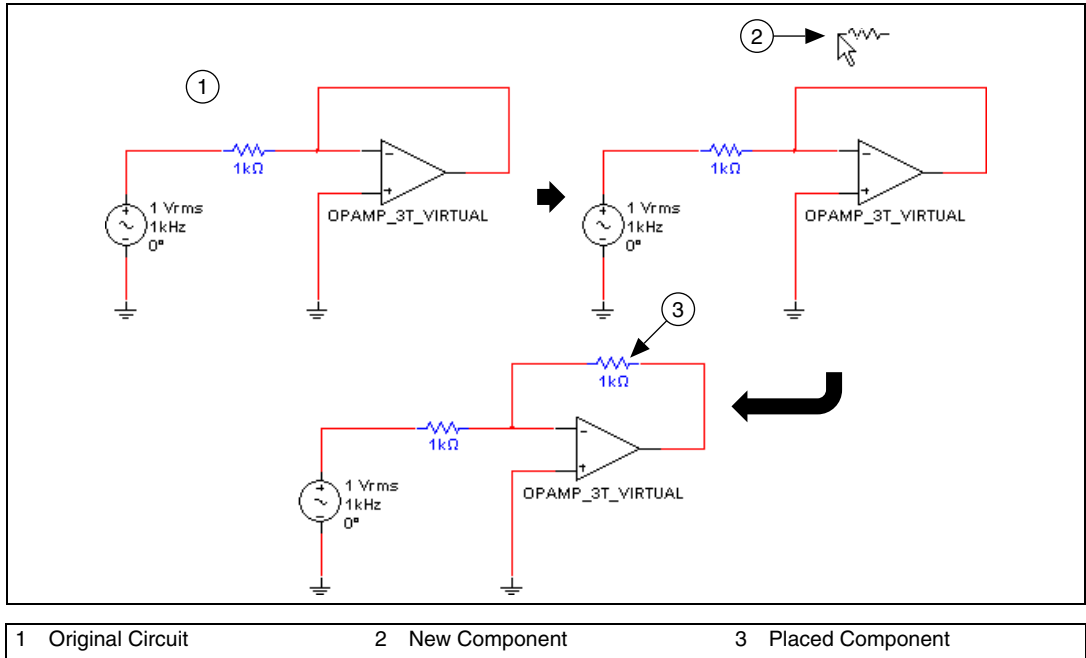 2
1
1kΩ
1 Vrms
1kHz
0°
OPAMP_3T_VIRTUAL
1kΩ
1 Vrms
1kHz
0°
OPAMP_3T_VIRTUAL
3
1kΩ
1kΩ
1 Vrms
1kHz
0°
OPAMP_3T_VIRTUAL
1 Original Circuit 2 New Component 3 Placed Component